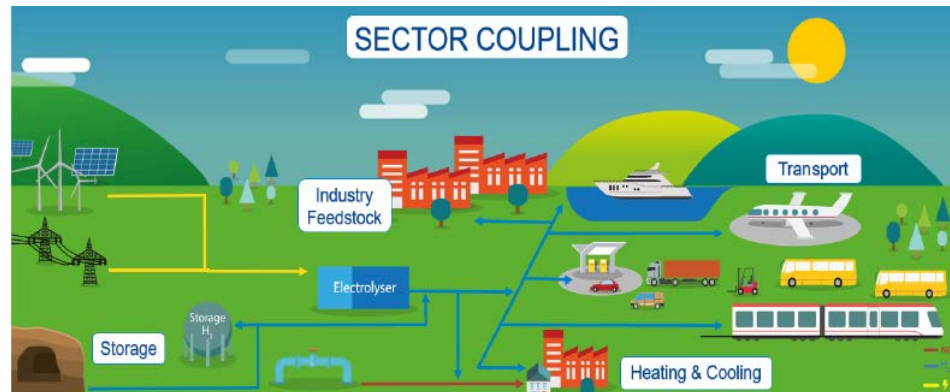 SECTOR COUPLING
Transport
Industry
Feedstock
Electrolyser
Storage
H₂
Storage
Heating & Cooling